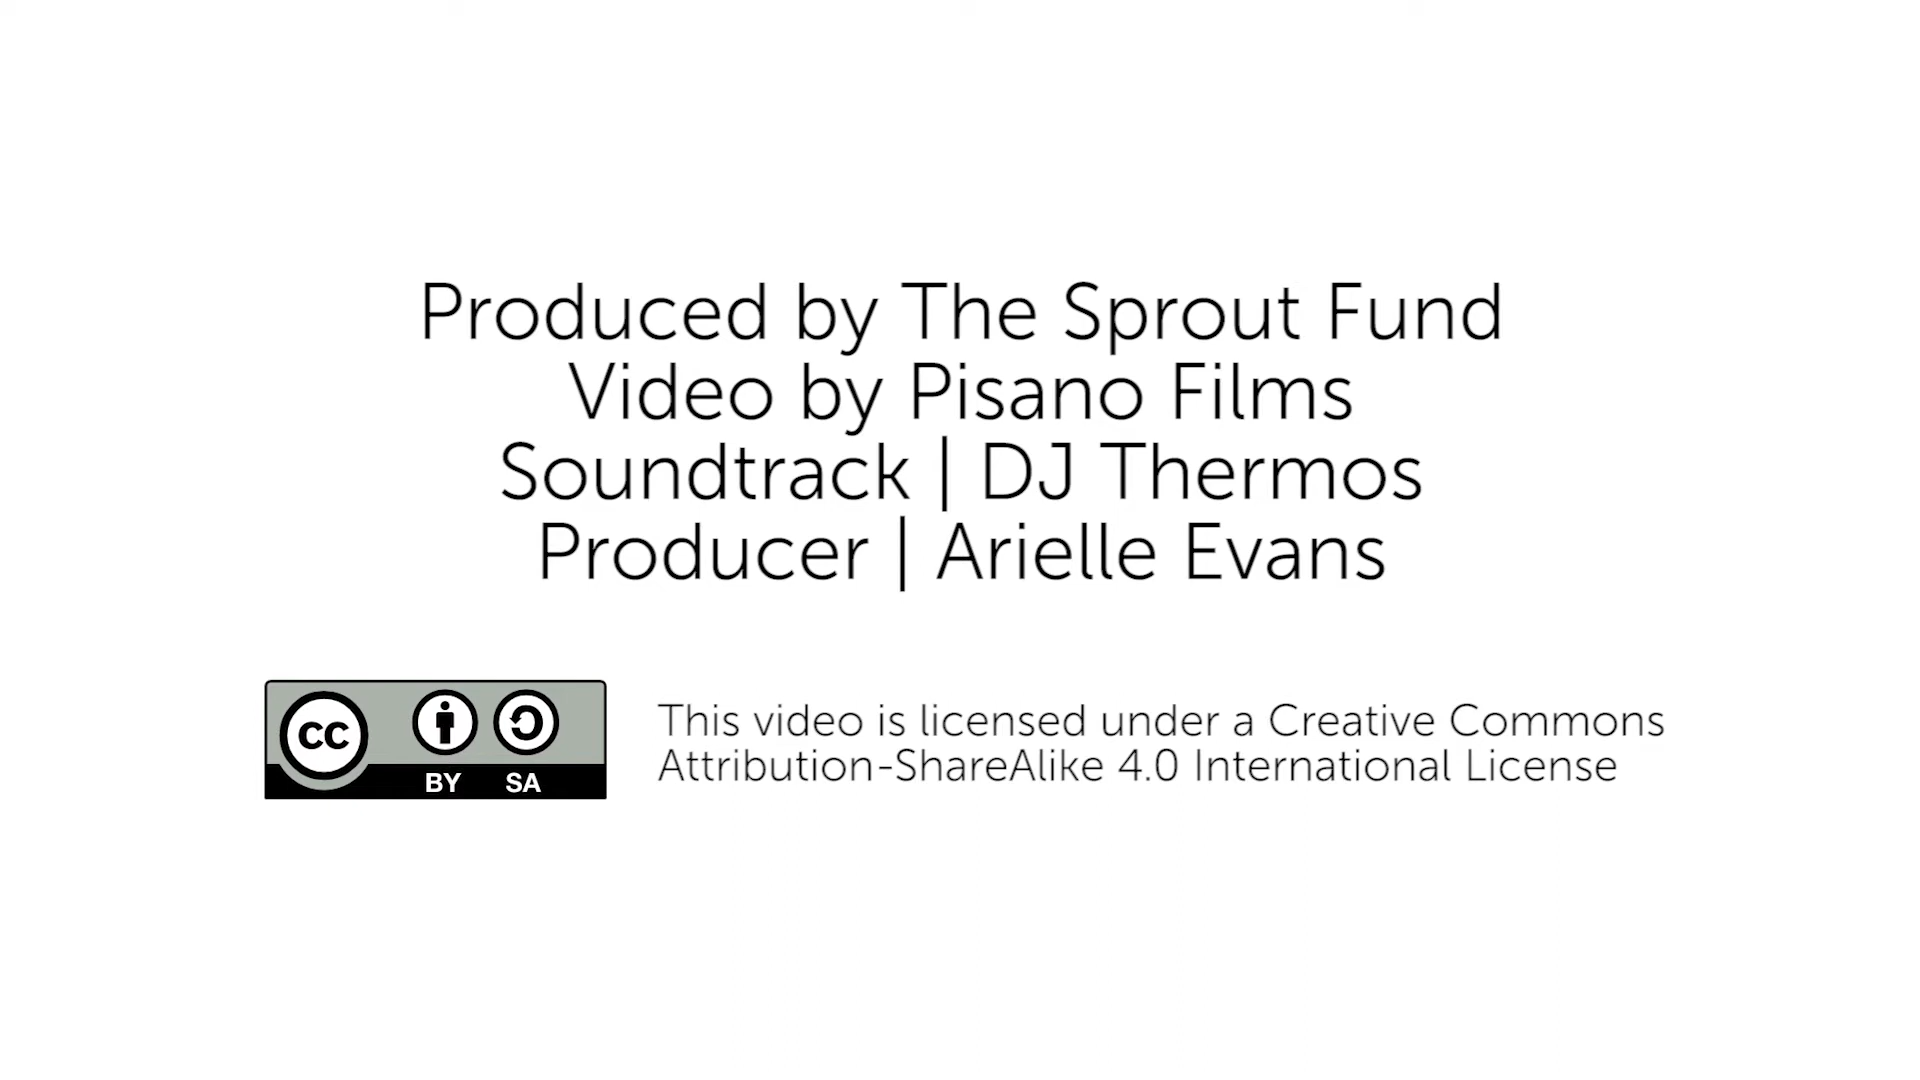 Produced by The Sprout Fund
Video by Pisano Films
Soundtrack | DJ Thermos
Producer | Arielle Evans
cc BY SA
This video is licensed under a Creative Commons
Attribution-ShareAlike 4.0 International License